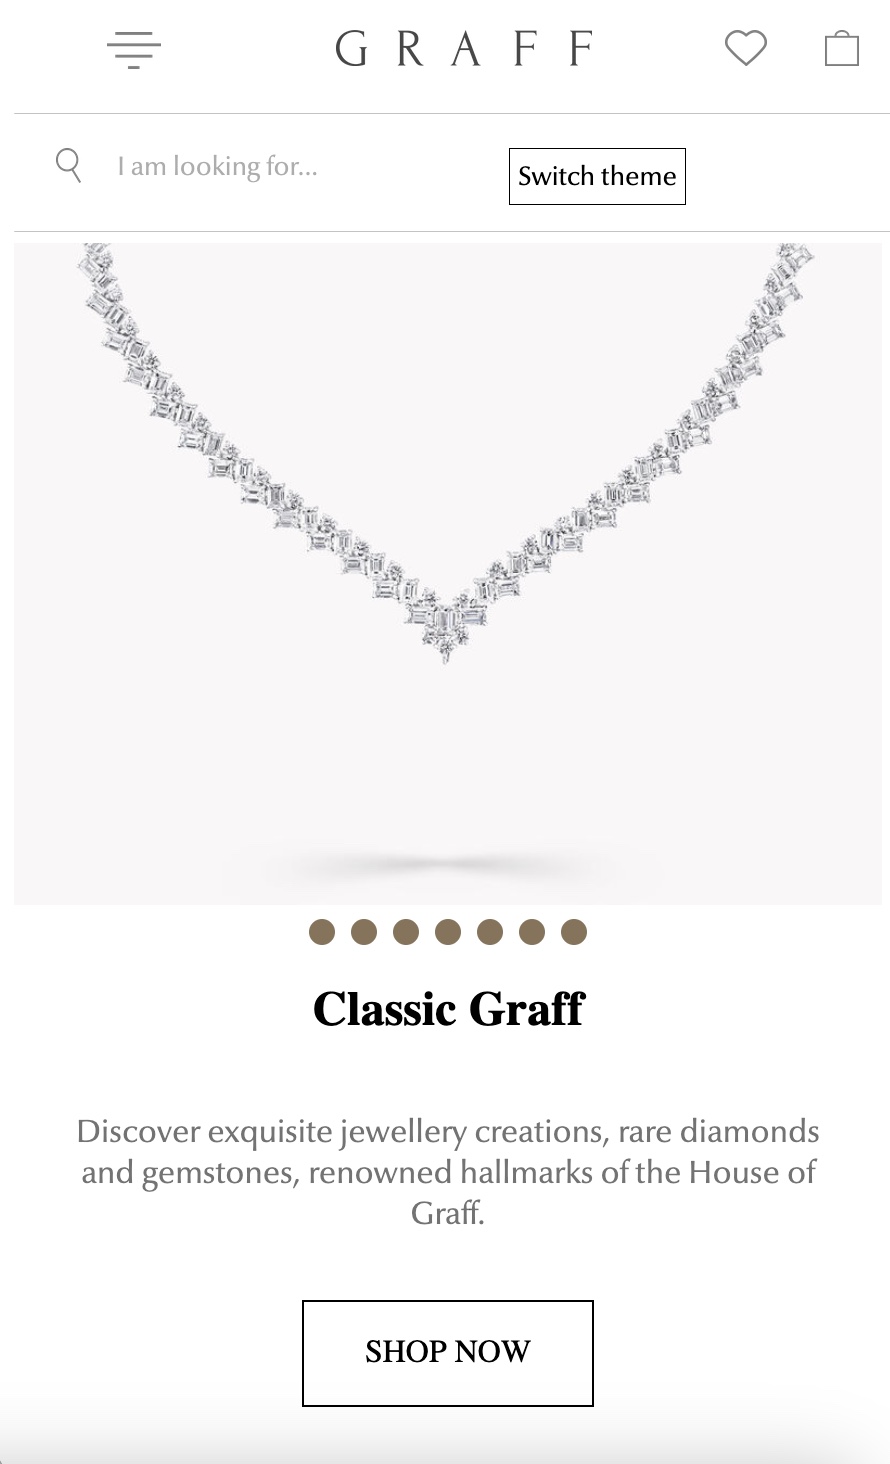 GRAFF
I am looking for...
Switch theme
Classic Graff
Discover exquisite jewellery creations, rare diamonds
and gemstones, renowned hallmarks of the House of
Graff.
SHOP NOW